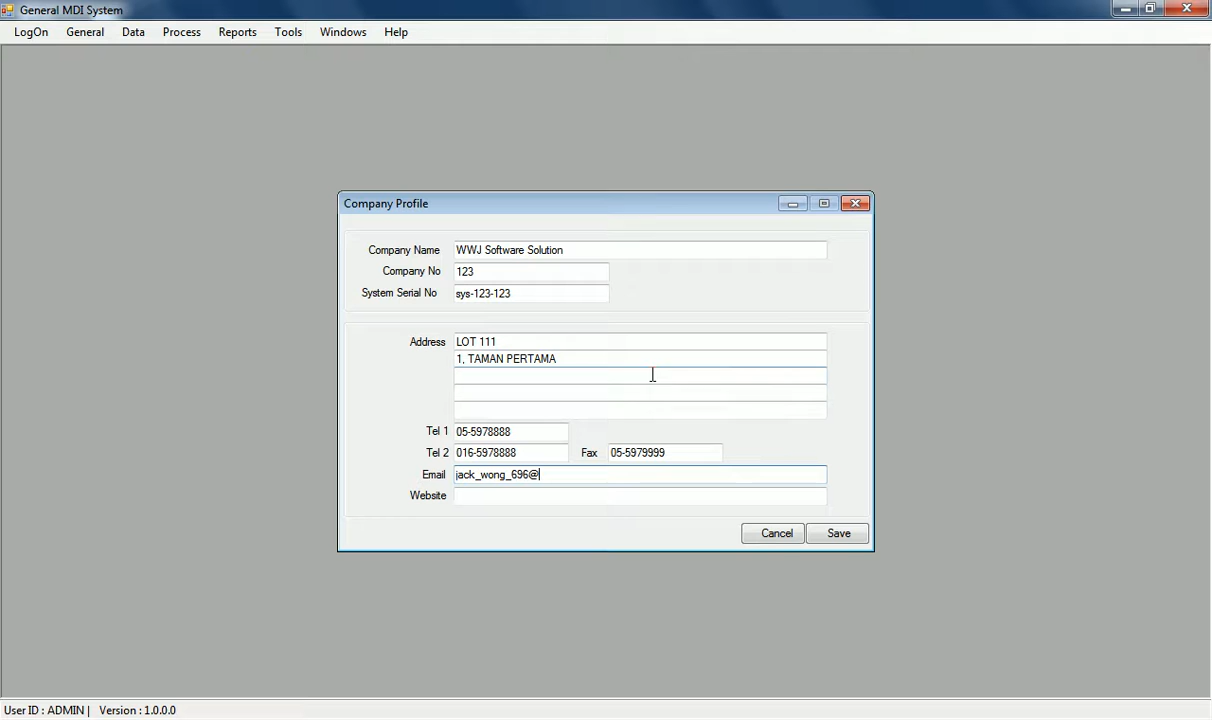 General MDI System
LogOn General Data Process Reports Tools Windows Help
Company Profile
Company Name WWJ Software Solution
Company No 123
System Serial No sys-123-123
Address LOT 111
1, TAMAN PERTAMA
Tel 1 05-5978888
Tel 2 016-5978888 Fax 05-5979999
Email jack_wong_696@
Website
Cancel Save
User ID : ADMIN | Version : 1.0.0.0